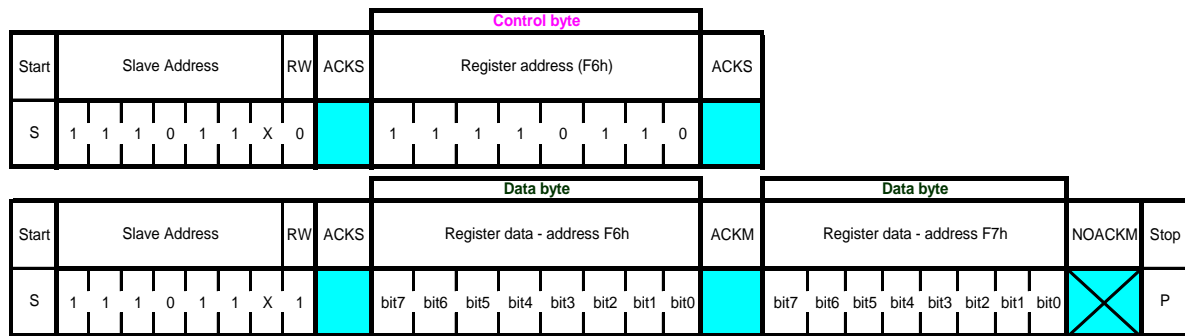 Control byte
Start Slave Address RW ACKS Register address (F6h) ACKS
S 1 1 1 0 1 1 X 0 1 1 1 1 0 1 1 0
Data byte Data byte
Start Slave Address RW ACKS Register data - address F6h ACKM Register data - address F7h NOACKM Stop
S 1 1 1 0 1 1 X 1 bit7 bit6 bit5 bit4 bit3 bit2 bit1 bit0 bit7 bit6 bit5 bit4 bit3 bit2 bit1 bit0 P